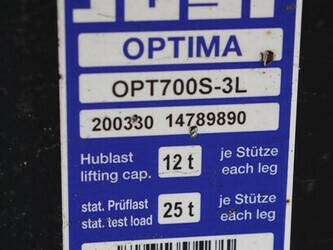 JOST
OPTIMA
OPT700S-3L
200330 14789890
Hublast 12 t je Stütze
lifting cap. each leg
stat. Prüflast 25 t je Stütze
stat. test load each leg